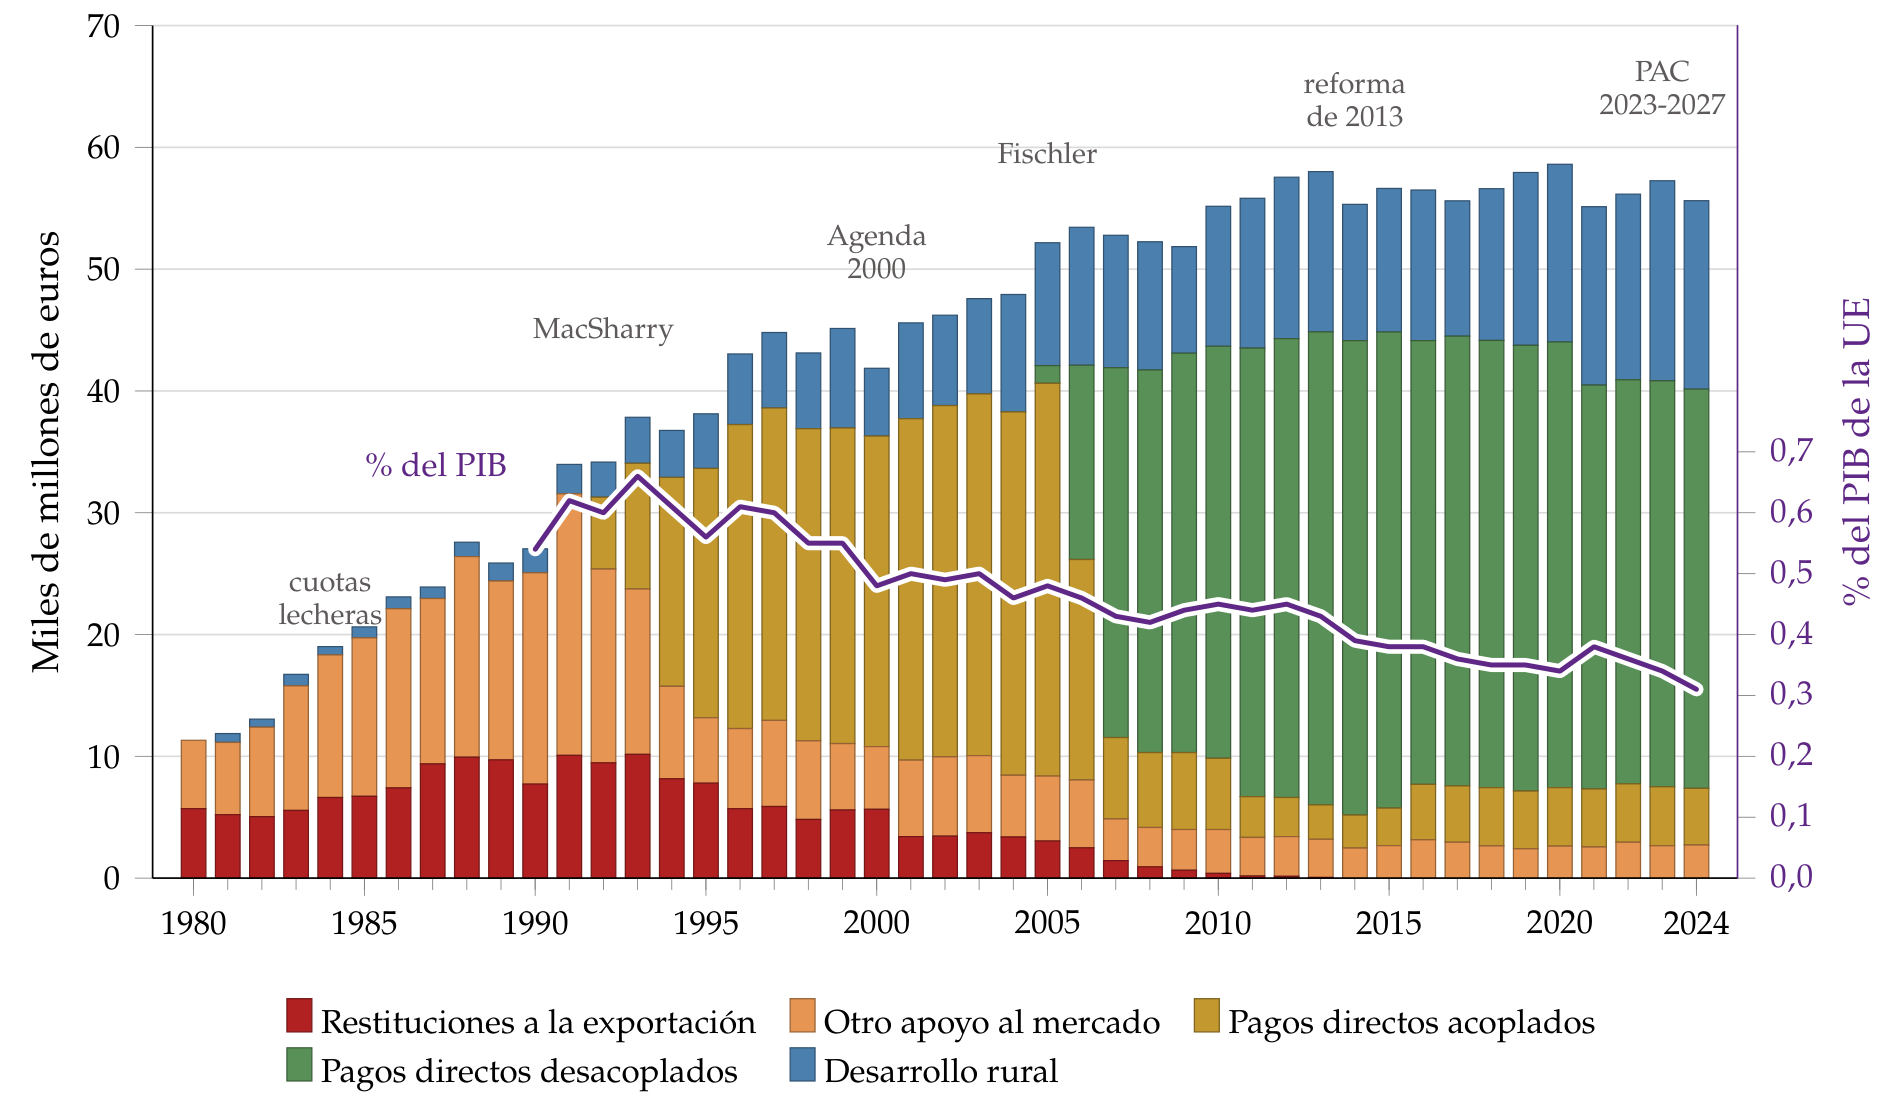 70
60
50
40
30
20
10
0
Miles de millones de euros
reforma
de 2013
PAC
2023-2027
Fischler
Agenda
2000
MacSharry
% del PIB
cuotas
lecheras
0,7
0,6
0,5
0,4
0,3
0,2
0,1
0,0
% del PIB de la UE
1980 1985 1990 1995 2000 2005 2010 2015 2020 2024
Restituciones a la exportación Otro apoyo al mercado Pagos directos acoplados
Pagos directos desacoplados Desarrollo rural